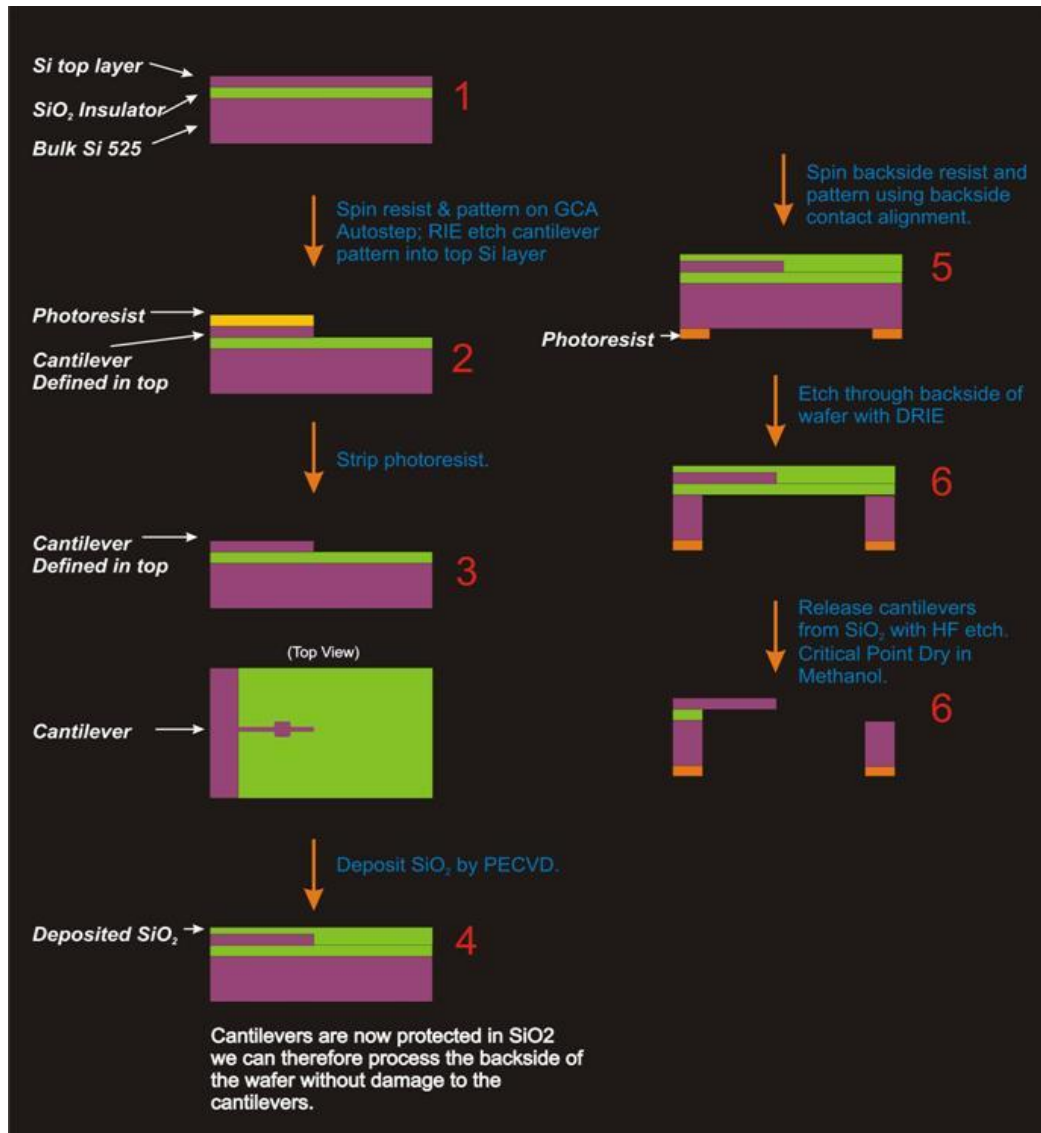 Si top layer
SiO₂ Insulator
Bulk Si 525
1
Spin resist & pattern on GCA
Autostep; RIE etch cantilever
pattern into top Si layer
Photoresist
Cantilever
Defined in top
2
Strip photoresist.
Cantilever
Defined in top
3
(Top View)
Cantilever
Deposit SiO₂ by PECVD.
Deposited SiO₂
4
Cantilevers are now protected in SiO2
we can therefore process the backside of
the wafer without damage to the
cantilevers.
Spin backside resist and
pattern using backside
contact alignment.
5
Photoresist
Etch through backside of
wafer with DRIE
6
Release cantilevers
from SiO₂ with HF etch.
Critical Point Dry in
Methanol.
6